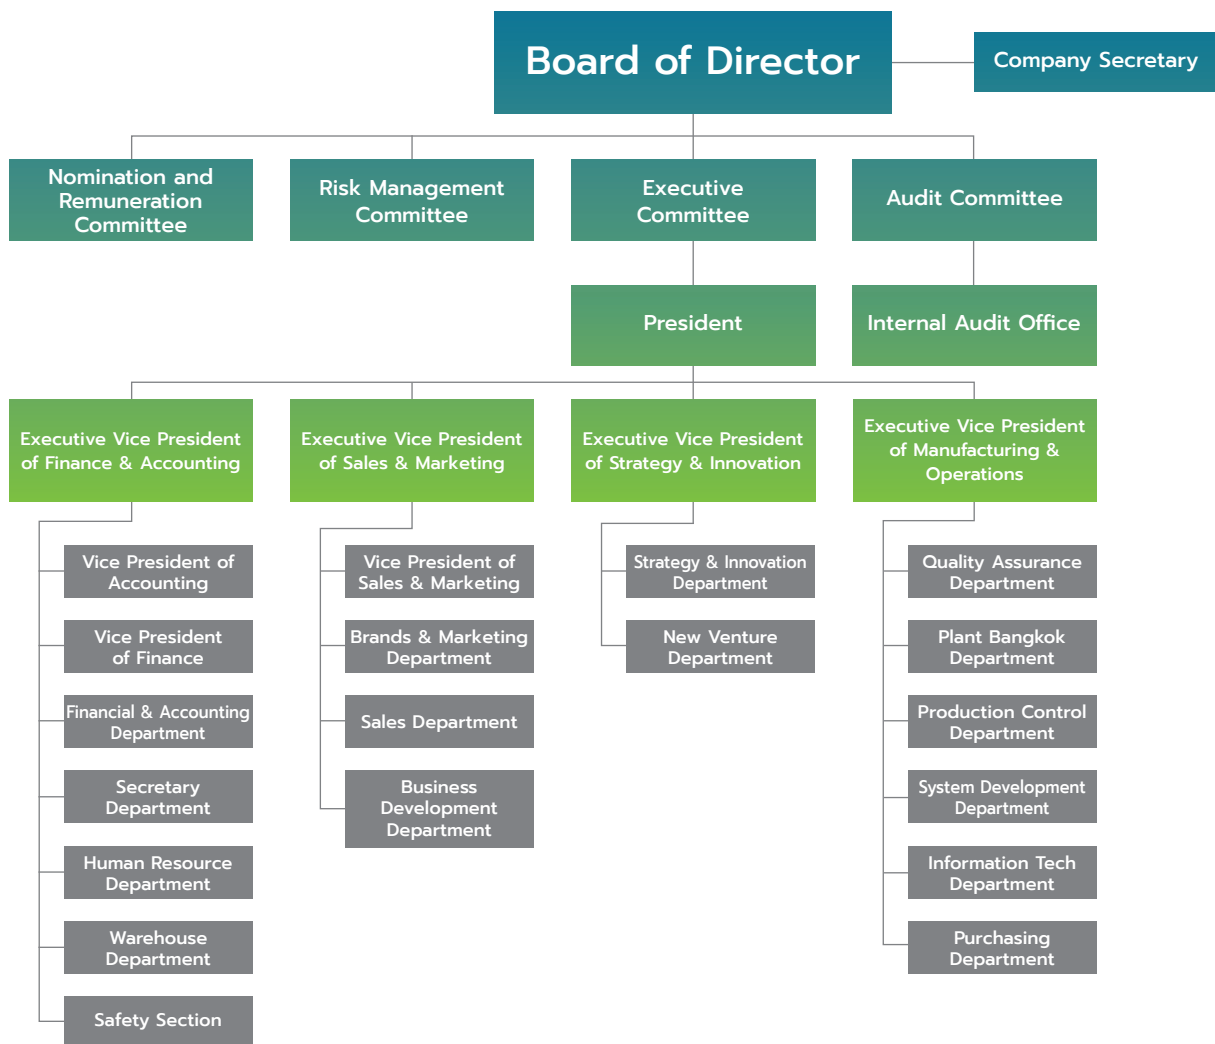 Board of Director
Company Secretary
Nomination and
Remuneration
Committee
Risk Management
Committee
Executive
Committee
Audit Committee
President
Internal Audit Office
Executive Vice President
of Finance & Accounting
Executive Vice President
of Sales & Marketing
Executive Vice President
of Strategy & Innovation
Executive Vice President
of Manufacturing &
Operations
Vice President of
Accounting
Vice President
of Finance
Financial & Accounting
Department
Secretary
Department
Human Resource
Department
Warehouse
Department
Safety Section
Vice President of
Sales & Marketing
Brands & Marketing
Department
Sales Department
Business
Development
Department
Strategy & Innovation
Department
New Venture
Department
Quality Assurance
Department
Plant Bangkok
Department
Production Control
Department
System Development
Department
Information Tech
Department
Purchasing
Department